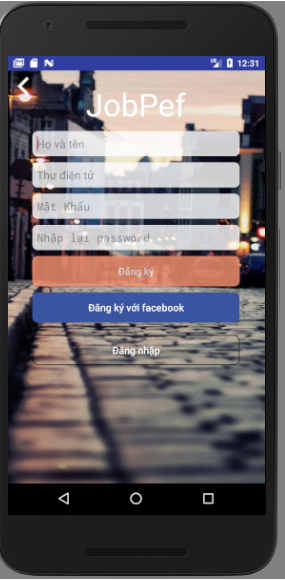 12:31
JobPef
Họ và tên
Thư điện tử
Mật Khẩu
Nhập lại password
Đăng ký
Đăng ký với facebook
Đăng nhập